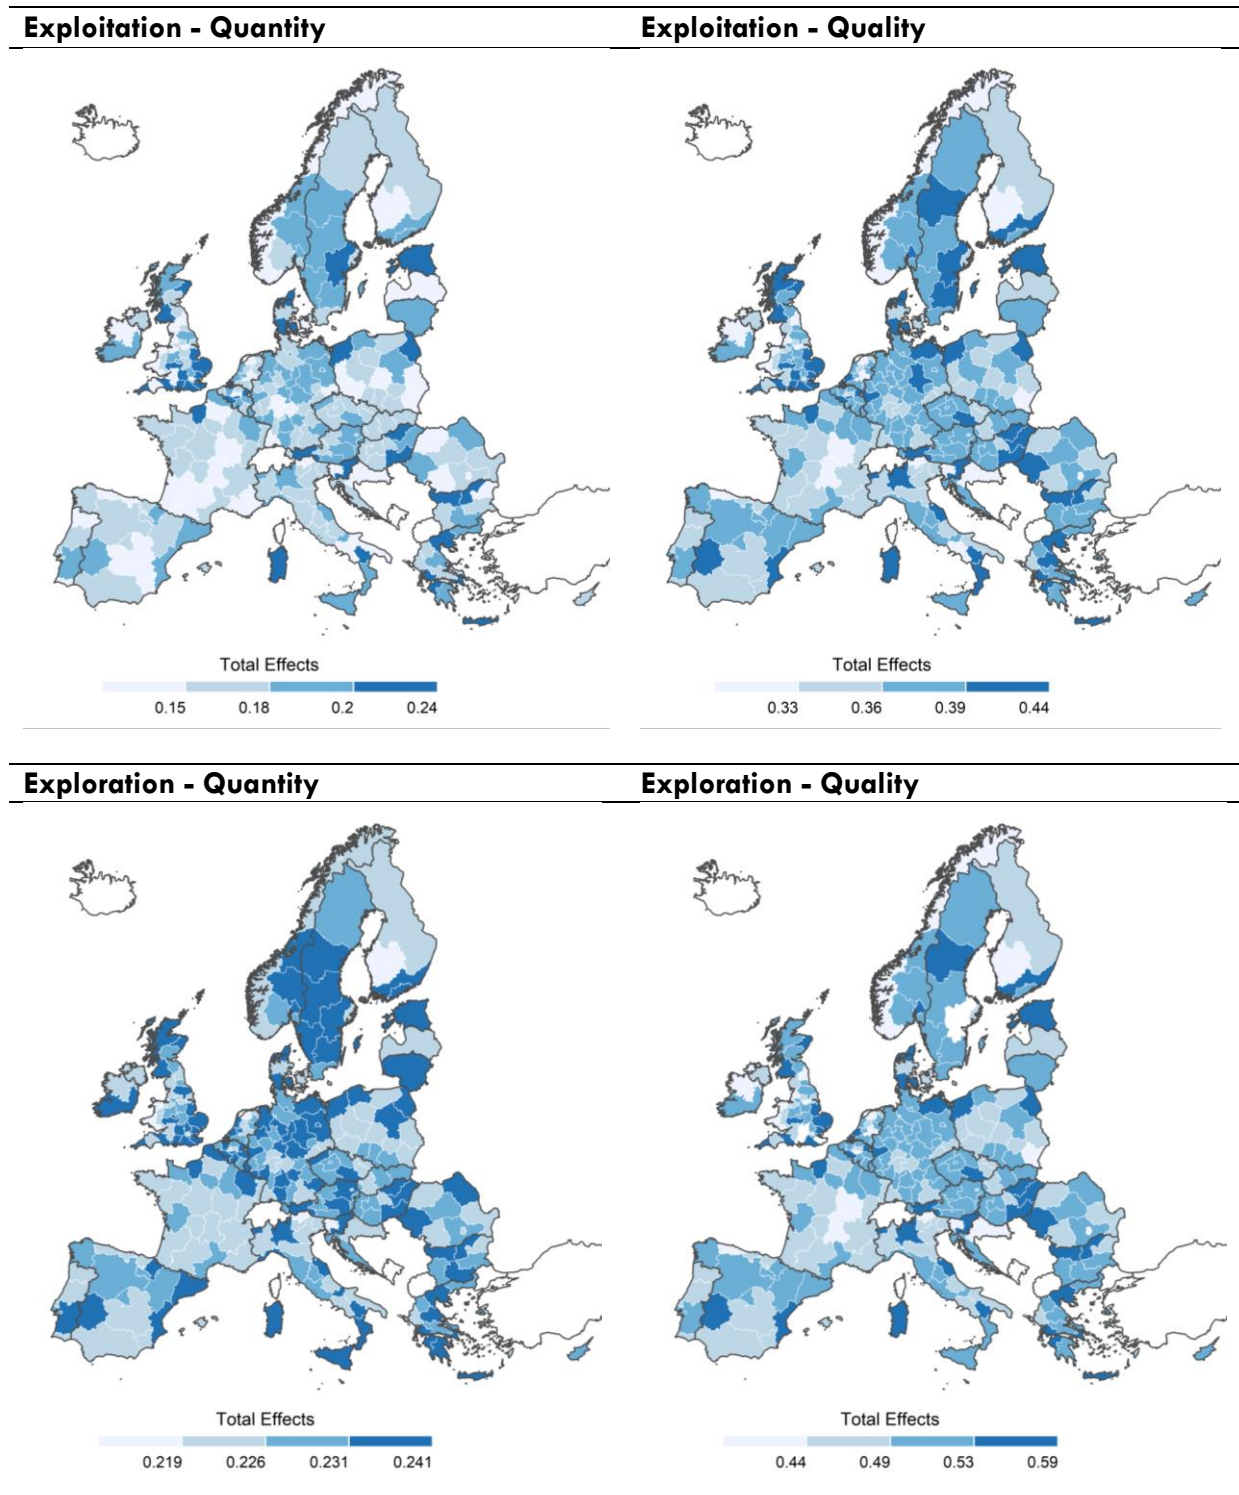 Exploitation - Quantity
Exploitation - Quality
Total Effects
0.15 0.18 0.2 0.24
Total Effects
0.33 0.36 0.39 0.44
Exploration - Quantity
Exploration - Quality
Total Effects
0.219 0.226 0.231 0.241
Total Effects
0.44 0.49 0.53 0.59